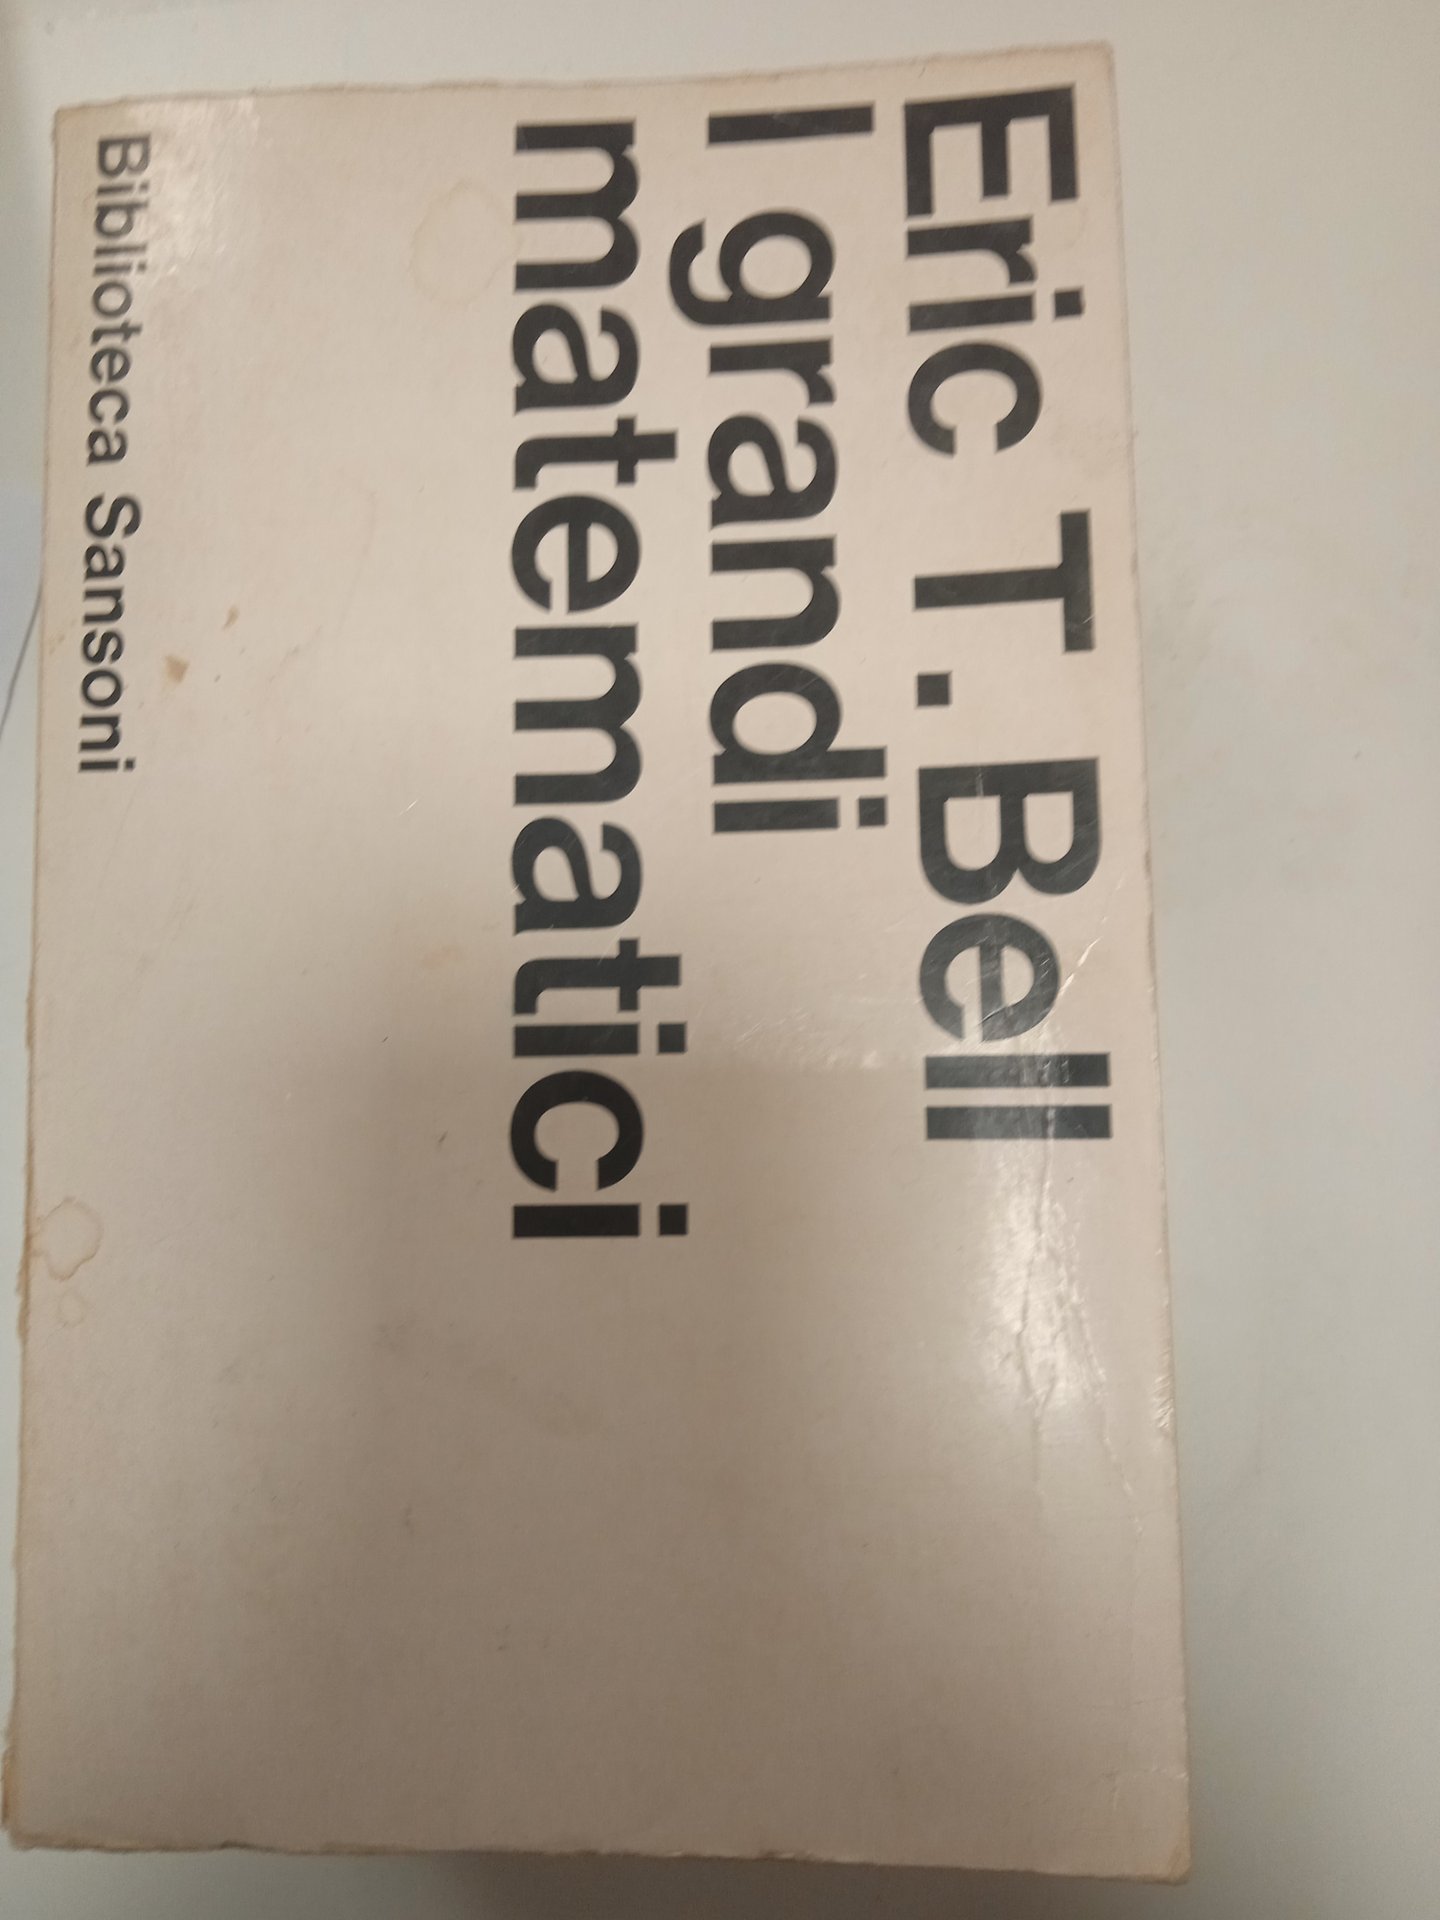 Eric T. Bell
I grandi
matematici
Biblioteca Sansoni